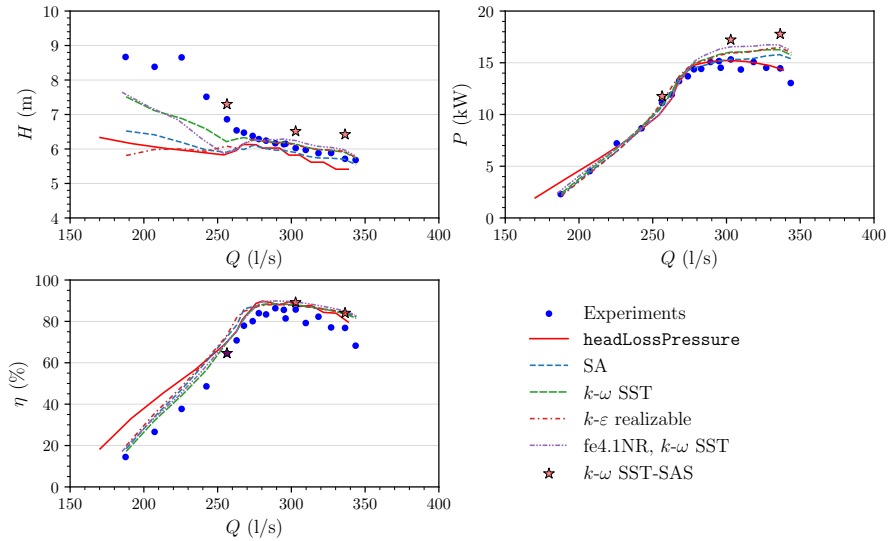 10
9
8
7
6
5
4
H (m)
150 200 250 300 350 400
Q (l/s)
20
15
10
5
0
P (kW)
150 200 250 300 350 400
Q (l/s)
100
80
60
40
20
0
η (%)
150 200 250 300 350 400
Q (l/s)
Experiments
headLossPressure
SA
k-ω SST
k-ε realizable
fe4.1NR, k-ω SST
k-ω SST-SAS